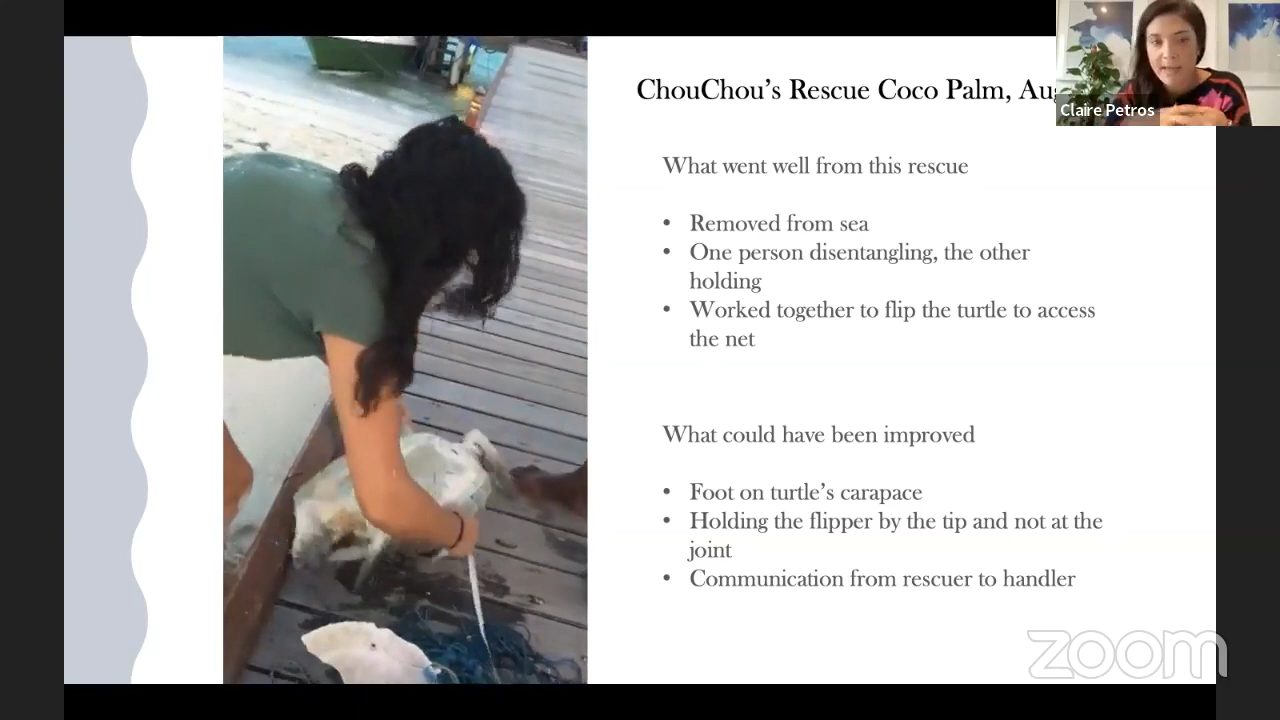 ChouChou's Rescue Coco Palm,
Claire Petros
What went well from this rescue
• Removed from sea
• One person disentangling, the other
holding
• Worked together to flip the turtle to access
the net
What could have been improved
• Foot on turtle's carapace
• Holding the flipper by the tip and not at the
joint
• Communication from rescuer to handler
zoom